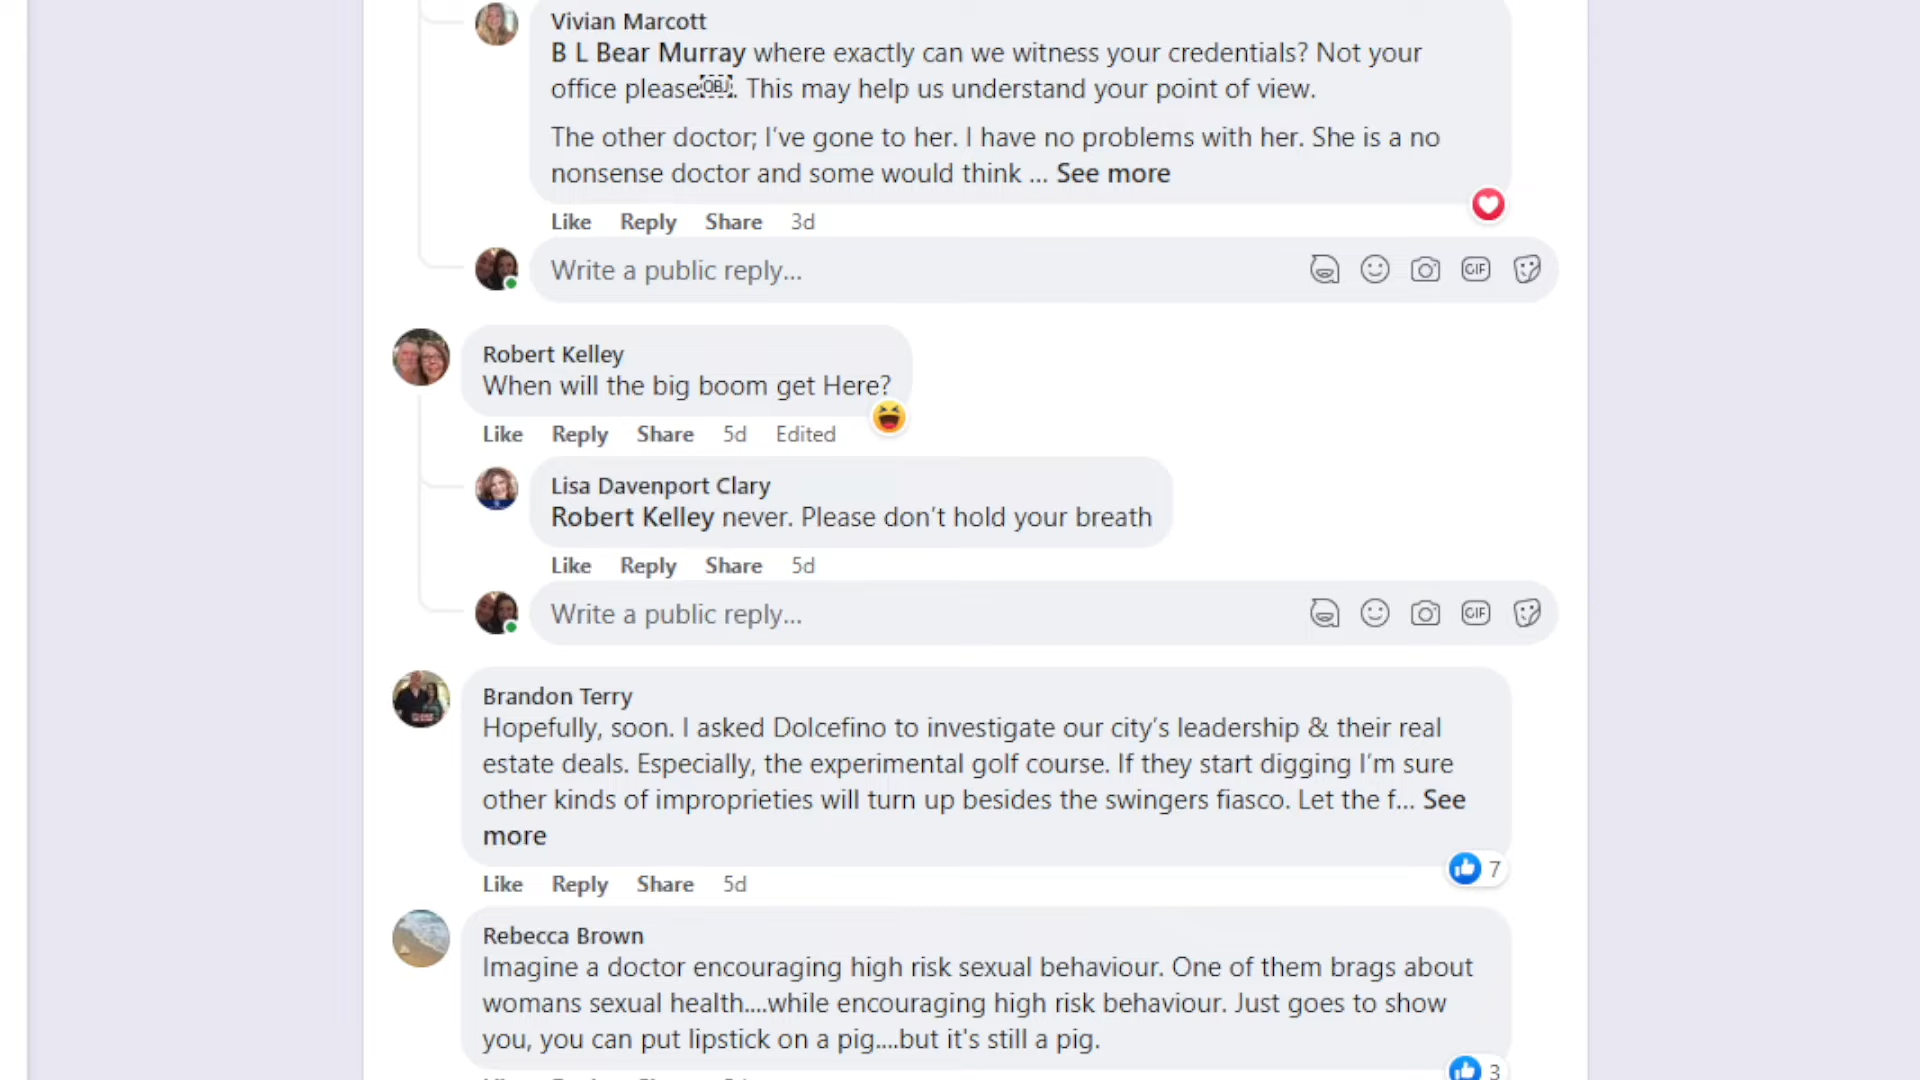 Vivian Marcott
B L Bear Murray where exactly can we witness your credentials? Not your
office please￼. This may help us understand your point of view.
The other doctor; I’ve gone to her. I have no problems with her. She is a no
nonsense doctor and some would think ... See more
Like Reply Share 3d
Write a public reply...
GIF
Robert Kelley
When will the big boom get Here?
Like Reply Share 5d Edited
Lisa Davenport Clary
Robert Kelley never. Please don’t hold your breath
Like Reply Share 5d
Write a public reply...
GIF
Brandon Terry
Hopefully, soon. I asked Dolcefino to investigate our city’s leadership & their real
estate deals. Especially, the experimental golf course. If they start digging I’m sure
other kinds of improprieties will turn up besides the swingers fiasco. Let the f... See
more
7
Like Reply Share 5d
Rebecca Brown
Imagine a doctor encouraging high risk sexual behaviour. One of them brags about
womans sexual health....while encouraging high risk behaviour. Just goes to show
you, you can put lipstick on a pig....but it's still a pig.
3